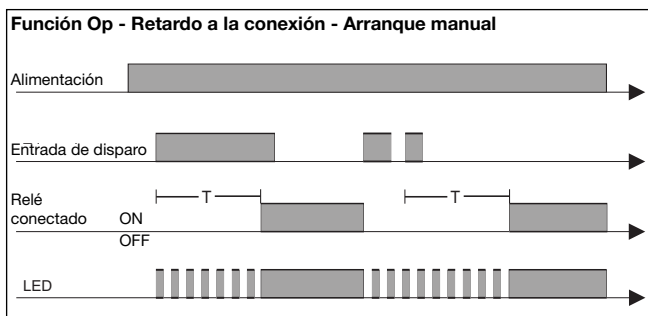 Función Op - Retardo a la conexión - Arranque manual
Alimentación
Entrada de disparo
T
T
Relé
conectado
ON
OFF
LED